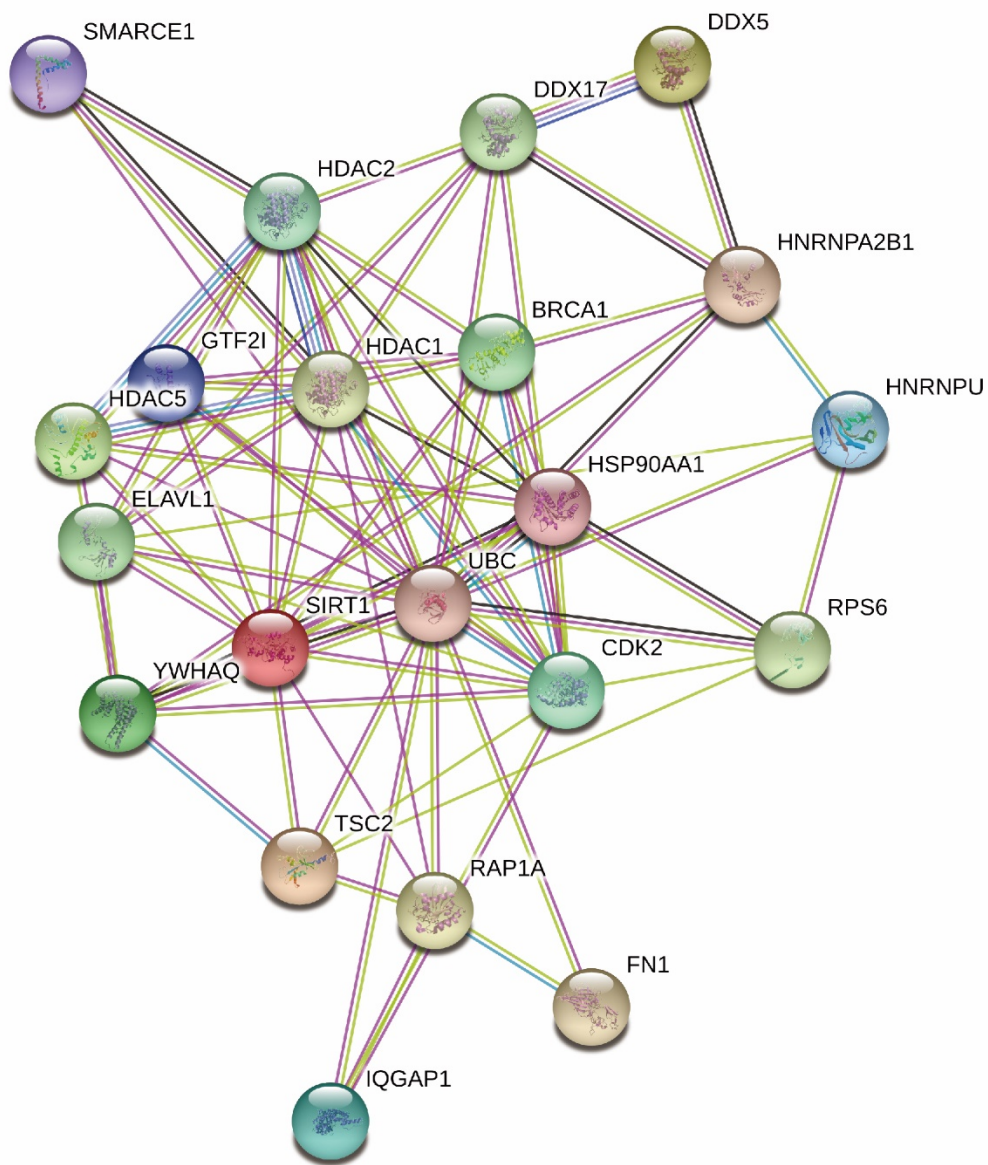 SMARCE1
DDX5
DDX17
HDAC2
HNRNPA2B1
BRCA1
GTF2I
HDAC1
HDAC5
HNRNPU
HSP90AA1
ELAVL1
UBC
SIRT1
RPS6
CDK2
YWHAQ
TSC2
RAP1A
FN1
IQGAP1